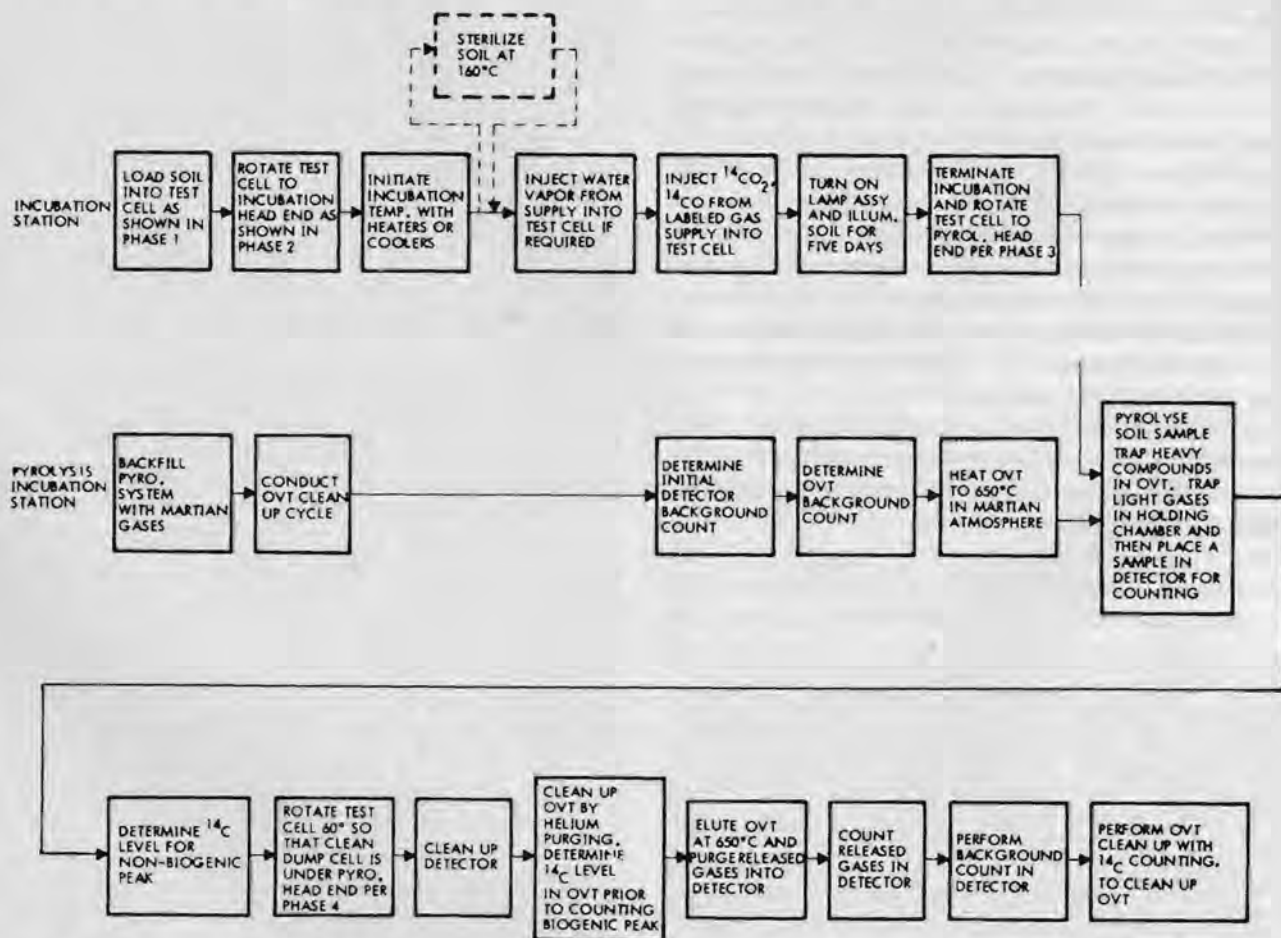 STERILIZE
SOIL AT
160°C
INCUBATION
STATION
LOAD SOIL
INTO TEST
CELL AS
SHOWN IN
PHASE 1
ROTATE TEST
CELL TO
INCUBATION
HEAD END AS
SHOWN IN
PHASE 2
INITIATE
INCUBATION
TEMP. WITH
HEATERS OR
COOLERS
INJECT WATER
VAPOR FROM
SUPPLY INTO
TEST CELL IF
REQUIRED
INJECT ¹⁴CO₂,
¹⁴CO FROM
LABELED GAS
SUPPLY INTO
TEST CELL
TURN ON
LAMP ASSY
AND ILLUM.
SOIL FOR
FIVE DAYS
TERMINATE
INCUBATION
AND ROTATE
TEST CELL TO
PYROL. HEAD
END PER PHASE 3
PYROLYSIS
INCUBATION
STATION
BACKFILL
PYRO.
SYSTEM
WITH MARTIAN
GASES
CONDUCT
OVT CLEAN
UP CYCLE
DETERMINE
INITIAL
DETECTOR
BACKGROUND
COUNT
DETERMINE
OVT
BACKGROUND
COUNT
HEAT OVT
TO 650°C
IN MARTIAN
ATMOSPHERE
PYROLYSE
SOIL SAMPLE
TRAP HEAVY
COMPOUNDS
IN OVT. TRAP
LIGHT GASES
IN HOLDING
CHAMBER AND
THEN PLACE A
SAMPLE IN
DETECTOR FOR
COUNTING
DETERMINE ¹⁴C
LEVEL FOR
NON-BIOGENIC
PEAK
ROTATE TEST
CELL 60° SO
THAT CLEAN
DUMP CELL IS
UNDER PYRO.
HEAD END PER
PHASE 4
CLEAN UP
DETECTOR
CLEAN UP
OVT BY
HELIUM
PURGING.
DETERMINE
¹⁴C LEVEL
IN OVT PRIOR
TO COUNTING
BIOGENIC PEAK
ELUTE OVT
AT 650°C AND
PURGE RELEASED
GASES INTO
DETECTOR
COUNT
RELEASED
GASES IN
DETECTOR
PERFORM
BACKGROUND
COUNT IN
DETECTOR
PERFORM OVT
CLEAN UP WITH
¹⁴C COUNTING.
TO CLEAN UP
OVT